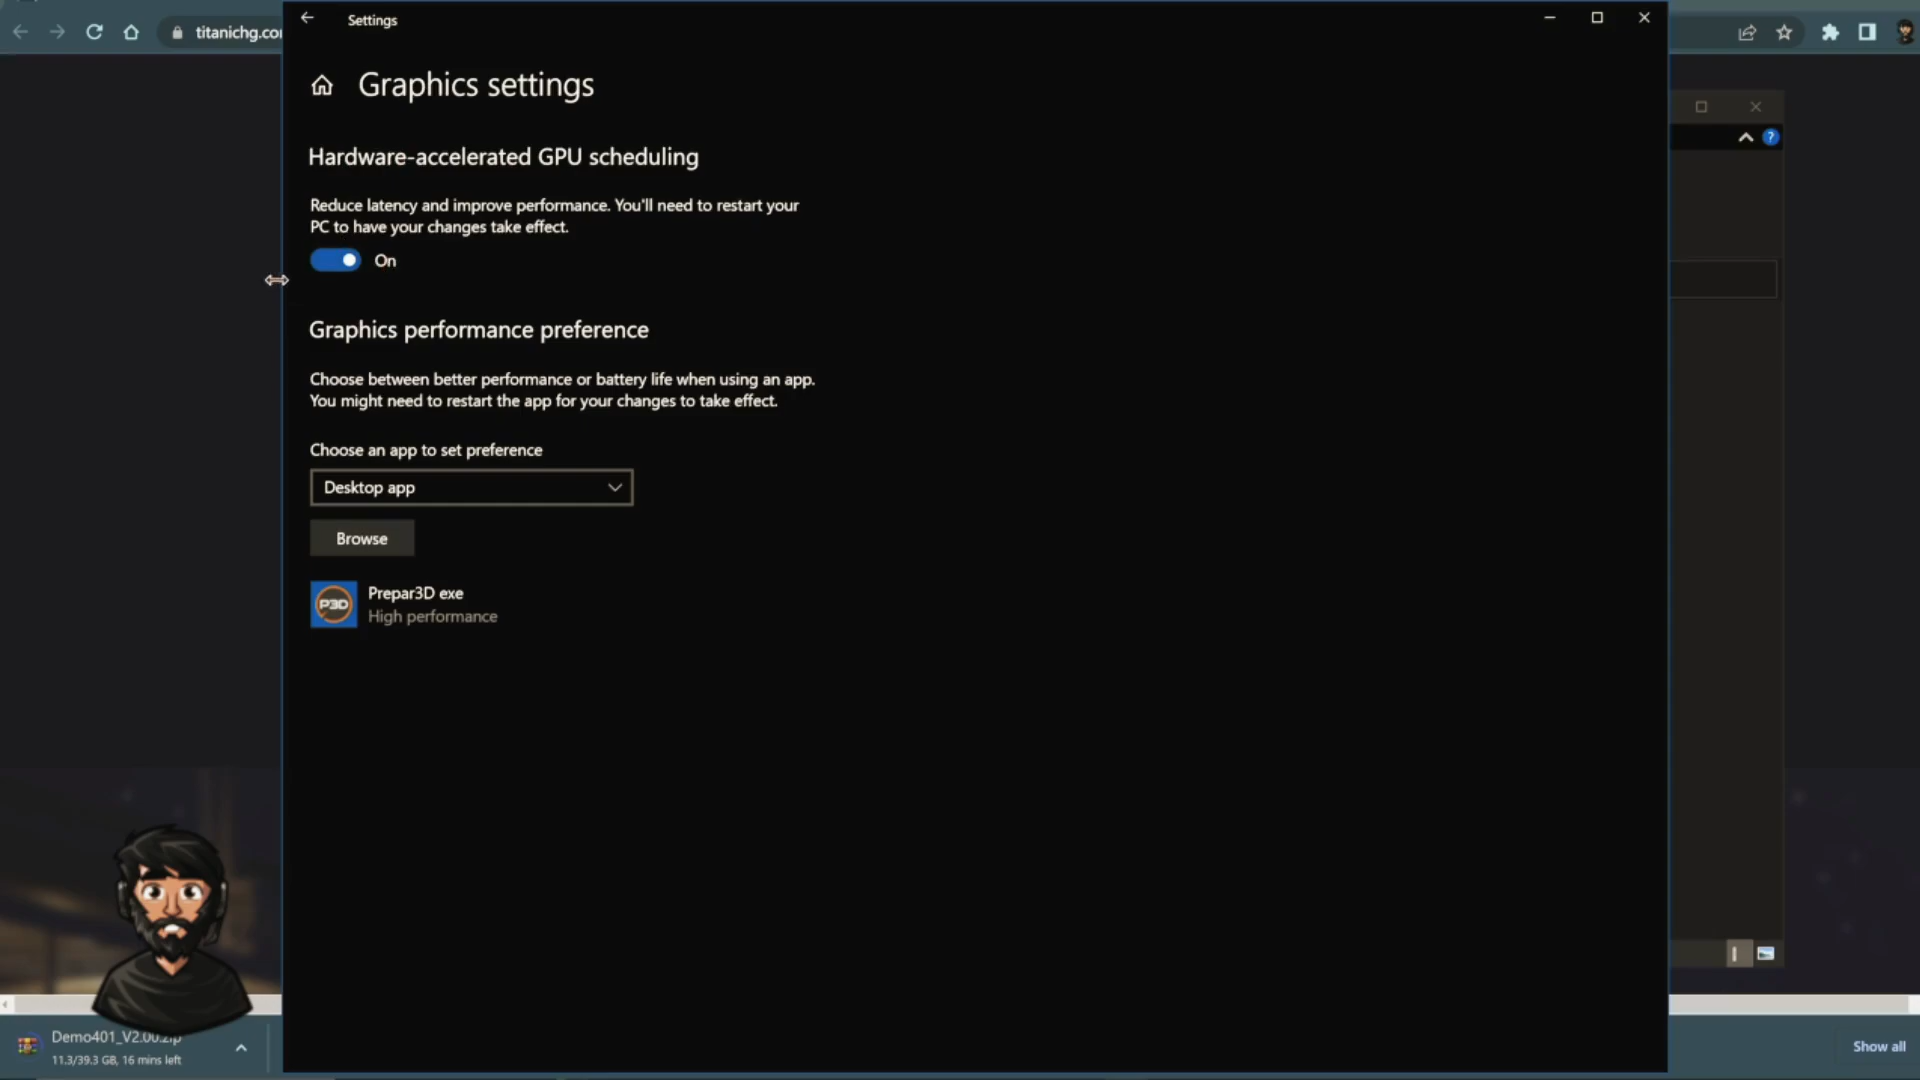 titanichg.co
Settings
Graphics settings
Hardware-accelerated GPU scheduling
Reduce latency and improve performance. You'll need to restart your
PC to have your changes take effect.
On
Graphics performance preference
Choose between better performance or battery life when using an app.
You might need to restart the app for your changes to take effect.
Choose an app to set preference
Desktop app
Browse
P3D
Prepar3D exe
High performance
?
Demo401_V2.00.zip
11.3/39.3 GB, 16 mins left
Show all